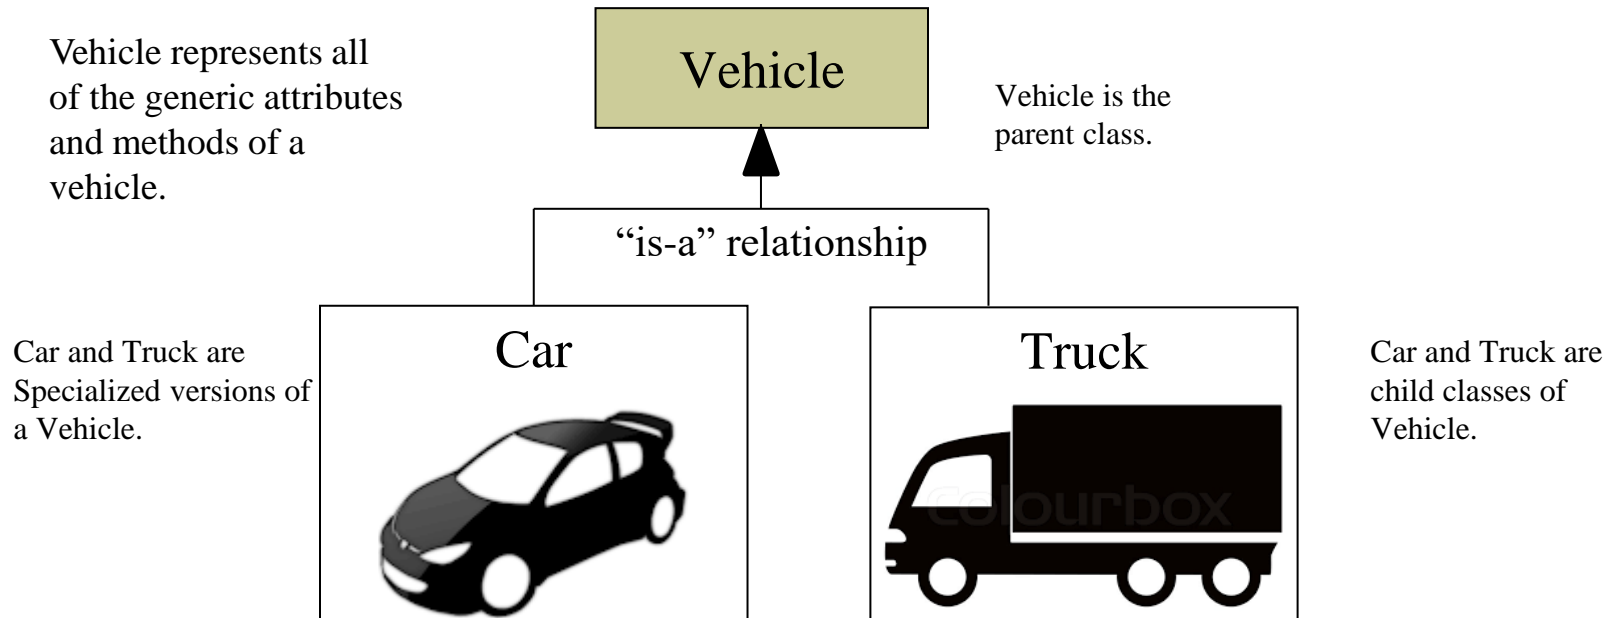 Vehicle represents all
of the generic attributes
and methods of a
vehicle.
Vehicle
Vehicle is the
parent class.
“is-a” relationship
Car and Truck are
Specialized versions of
a Vehicle.
Car
Truck
Car and Truck are
child classes of
Vehicle.
colourbox